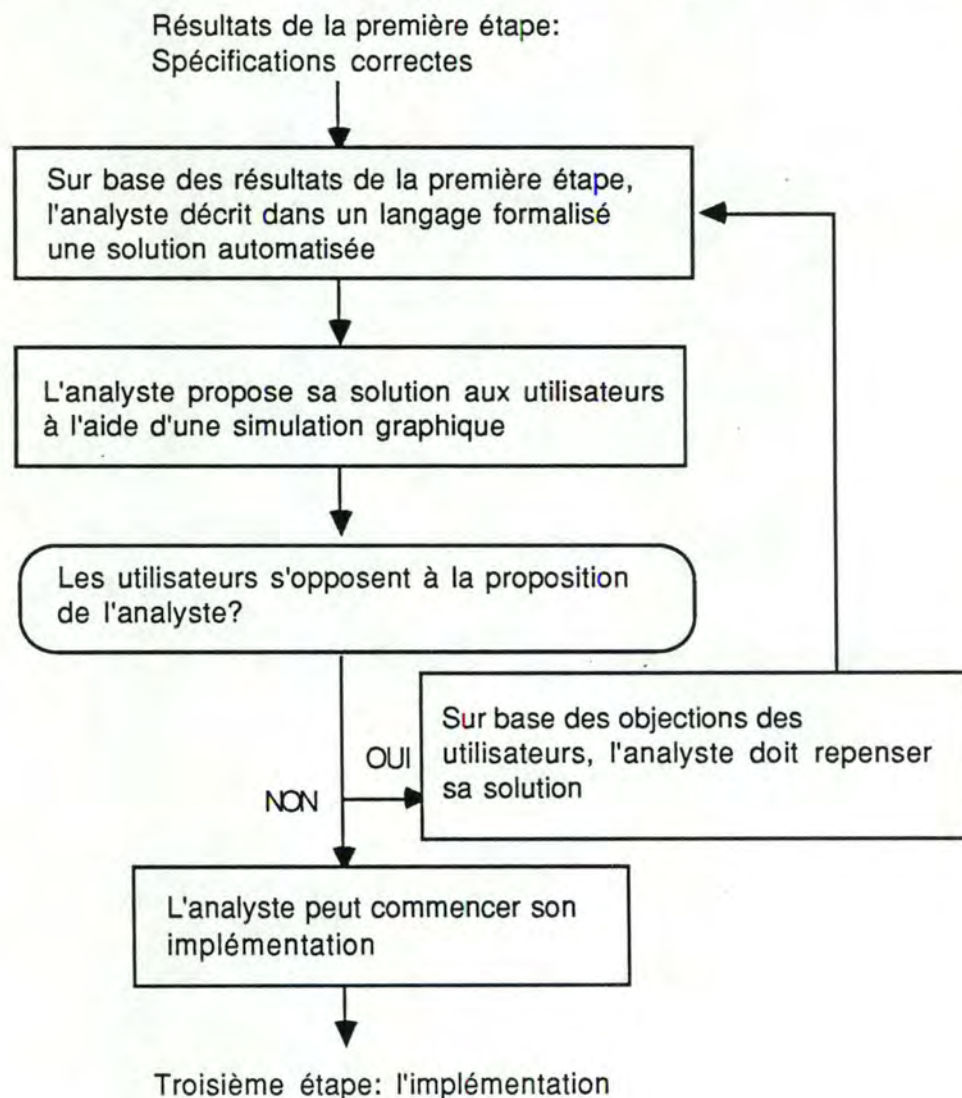 Résultats de la première étape:
Spécifications correctes
Sur base des résultats de la première étape,
l'analyste décrit dans un langage formalisé
une solution automatisée
L'analyste propose sa solution aux utilisateurs
à l'aide d'une simulation graphique
Les utilisateurs s'opposent à la proposition
de l'analyste?
Sur base des objections des
utilisateurs, l'analyste doit repenser
sa solution
OUI
NON
L'analyste peut commencer son
implémentation
Troisième étape: l'implémentation